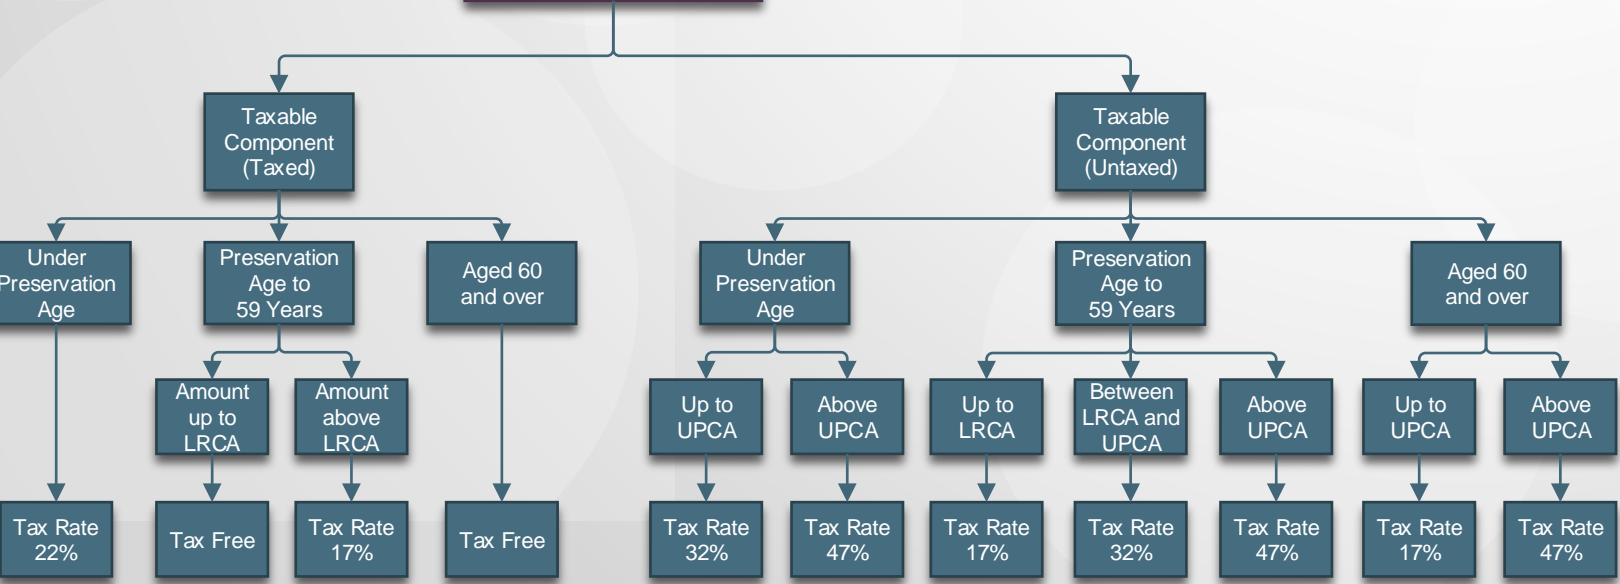 Taxable
Component
(Taxed)
Taxable
Component
(Untaxed)
Under
Preservation
Age
Preservation
Age to
59 Years
Aged 60
and over
Under
Preservation
Age
Preservation
Age to
59 Years
Aged 60
and over
Amount
up to
LRCA
Amount
above
LRCA
Up to
UPCA
Above
UPCA
Up to
LRCA
Between
LRCA and
UPCA
Above
UPCA
Up to
UPCA
Above
UPCA
Tax Rate
22%
Tax Free
Tax Rate
17%
Tax Free
Tax Rate
32%
Tax Rate
47%
Tax Rate
17%
Tax Rate
32%
Tax Rate
47%
Tax Rate
17%
Tax Rate
47%